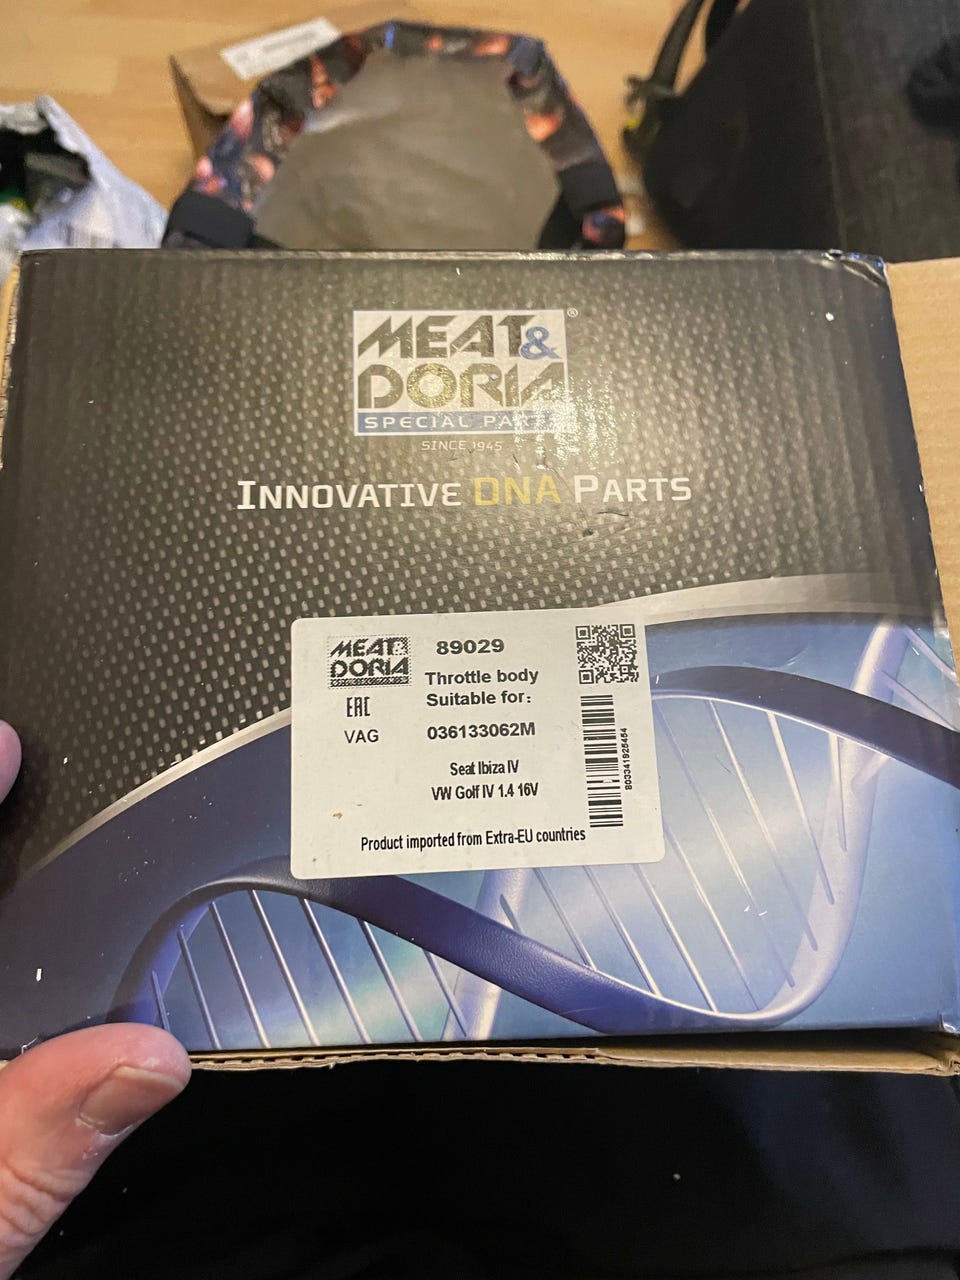 MEAT&
DORIA®
SPECIAL PARTS
SINCE 1945
INNOVATIVE DNA PARTS
MEAT&
DORIA
89029
Throttle body
Suitable for:
EAC
VAG
036133062M
Seat Ibiza IV
VW Golf IV 1.4 16V
Product imported from Extra-EU countries